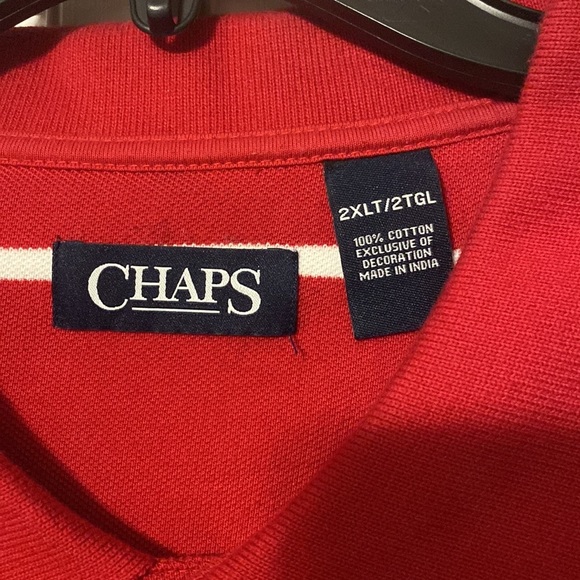 CHAPS
2XLT/2TGL
100% COTTON
EXCLUSIVE OF
DECORATION
MADE IN INDIA